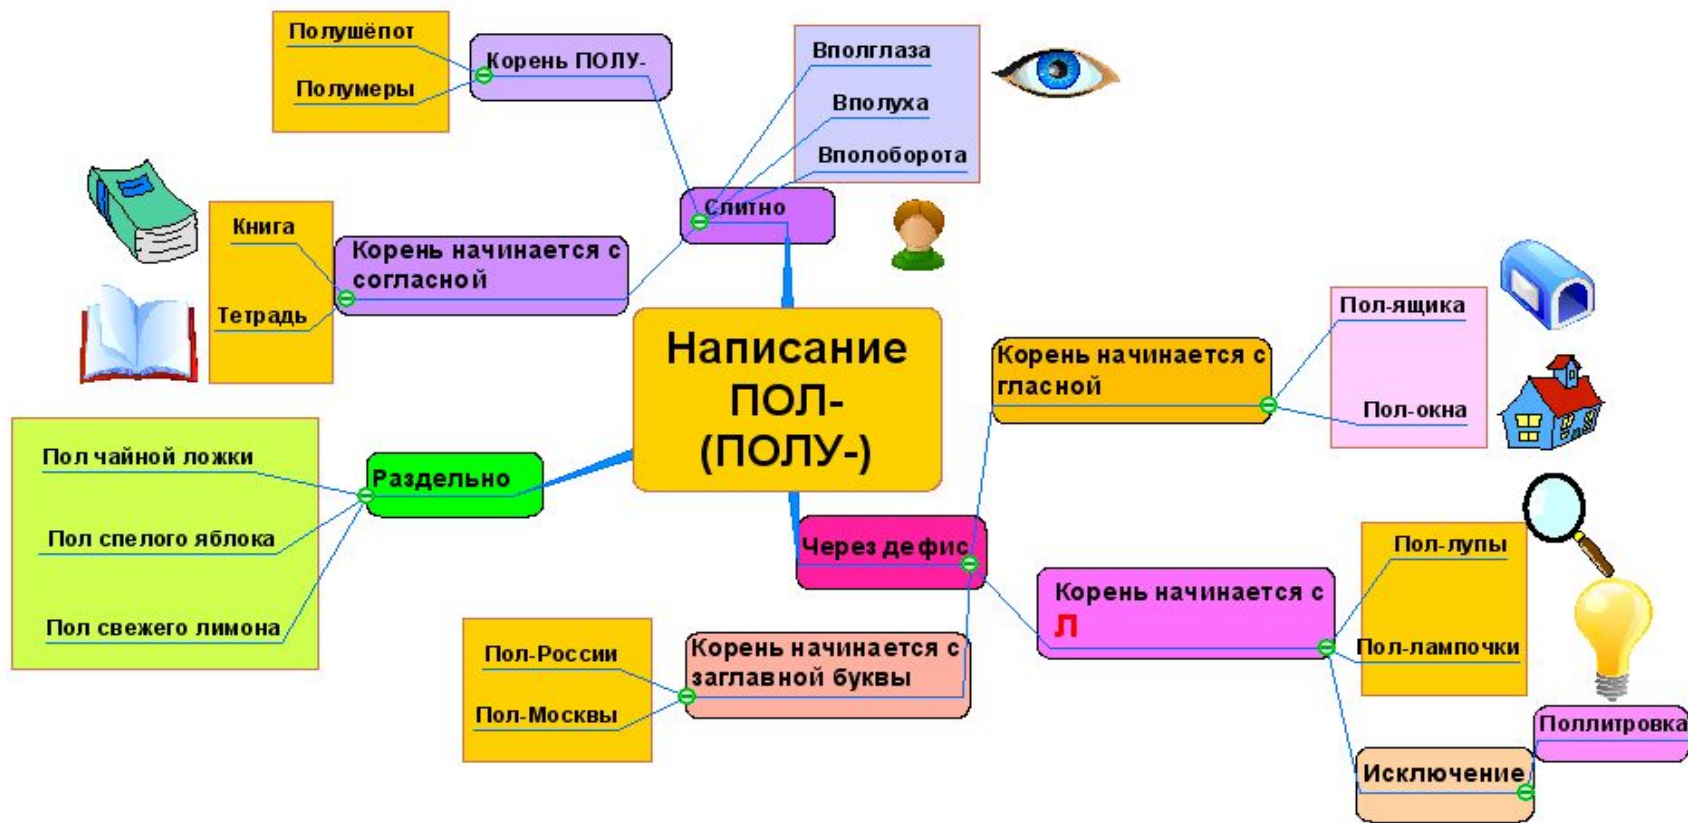 Написание
ПОЛ-
(ПОЛУ-)
Слитно
Корень ПОЛУ-
Полушёпот
Полумеры
Вполглаза
Вполуха
Вполоборота
Корень начинается с
согласной
Книга
Тетрадь
Раздельно
Пол чайной ложки
Пол спелого яблока
Пол свежего лимона
Через дефис
Корень начинается с
гласной
Пол-ящика
Пол-окна
Корень начинается с
Л
Пол-лупы
Пол-лампочки
Исключение
Поллитровка
Корень начинается с
заглавной буквы
Пол-России
Пол-Москвы